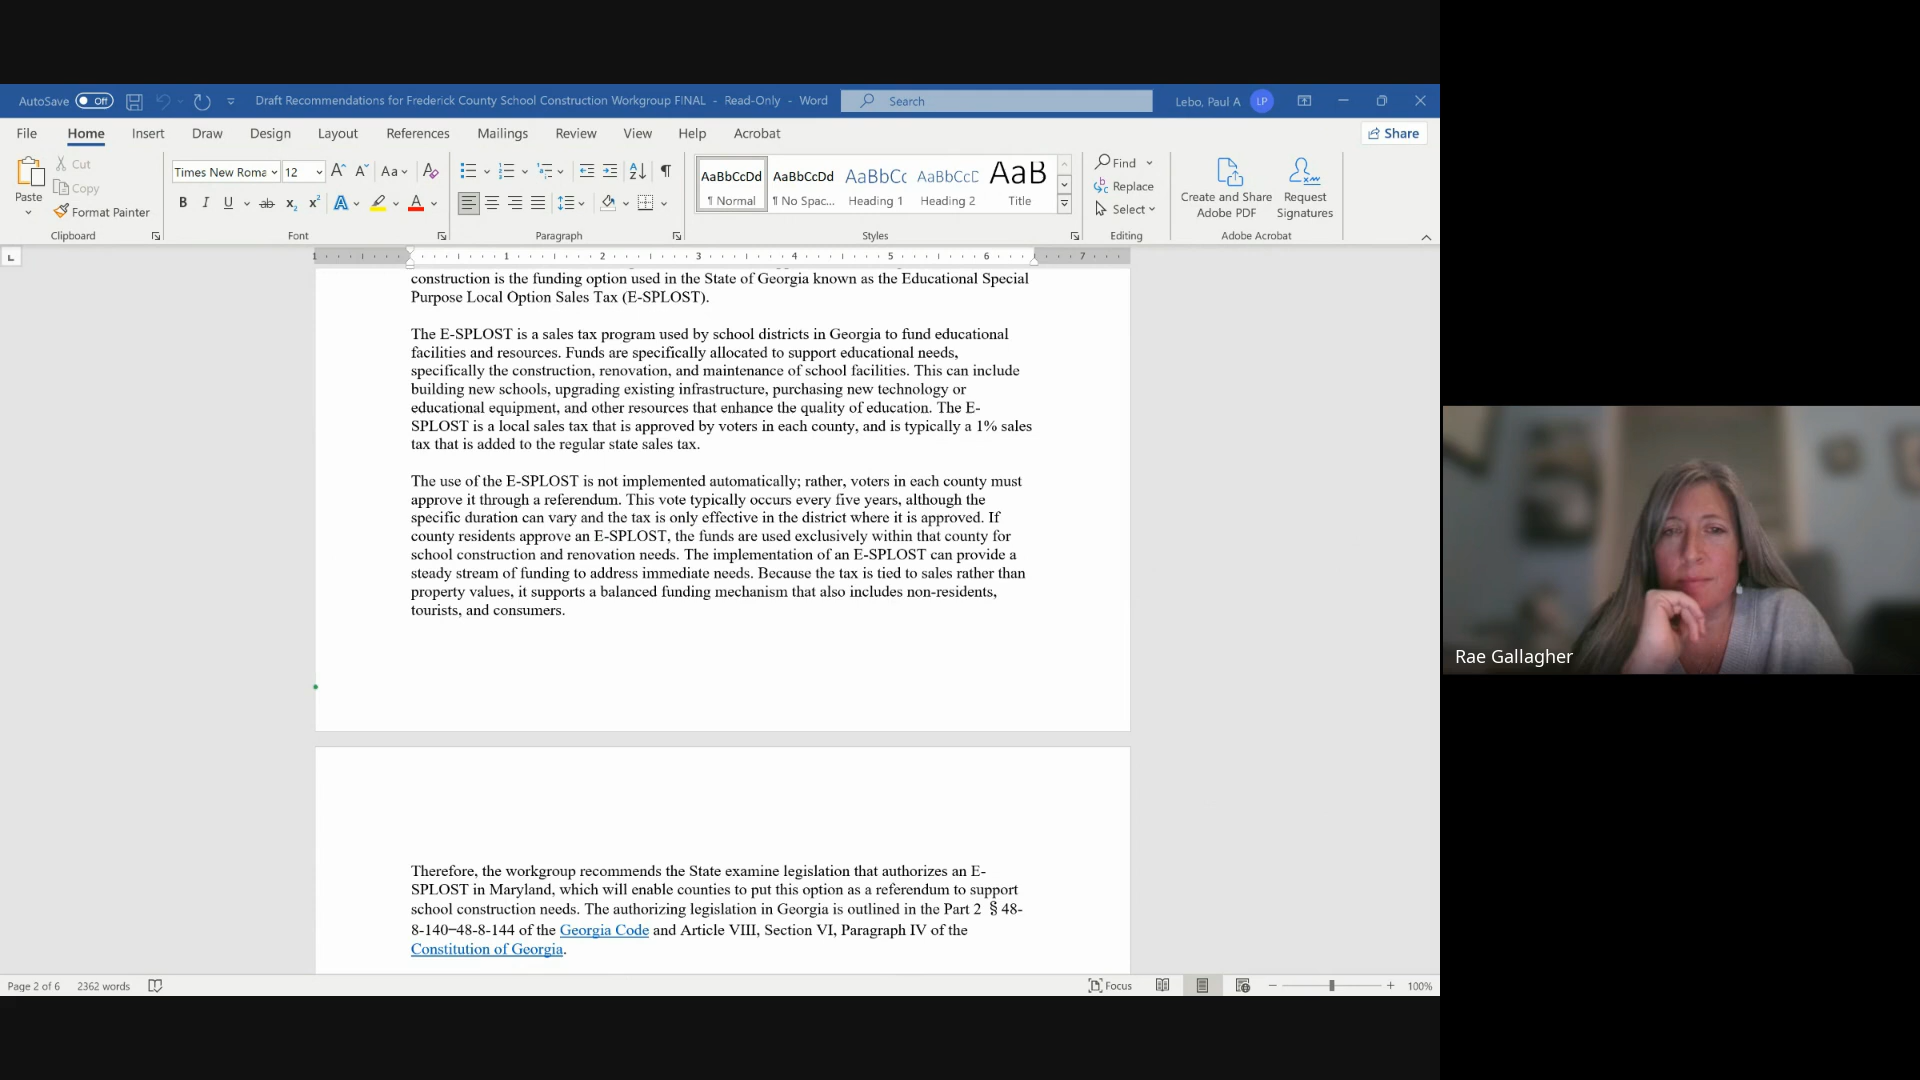 AutoSave Off Draft Recommendations for Frederick County School Construction Workgroup FINAL - Read-Only - Word Search Lebo, Paul A LP
File Home Insert Draw Design Layout References Mailings Review View Help Acrobat Share
Paste Cut Copy Format Painter
Clipboard
Times New Roma 12
Font
Paragraph
AaBbCcDd AaBbCcDd AaBbCc AaBbCcD AaB
¶ Normal ¶ No Spac... Heading 1 Heading 2 Title
Styles
Find
Replace
Select
Editing
Create and Share Adobe PDF
Request Signatures
Adobe Acrobat
1 1 2 3 4 5 6 7
construction is the funding option used in the State of Georgia known as the Educational Special
Purpose Local Option Sales Tax (E-SPLOST).
The E-SPLOST is a sales tax program used by school districts in Georgia to fund educational
facilities and resources. Funds are specifically allocated to support educational needs,
specifically the construction, renovation, and maintenance of school facilities. This can include
building new schools, upgrading existing infrastructure, purchasing new technology or
educational equipment, and other resources that enhance the quality of education. The E-
SPLOST is a local sales tax that is approved by voters in each county, and is typically a 1% sales
tax that is added to the regular state sales tax.
The use of the E-SPLOST is not implemented automatically; rather, voters in each county must
approve it through a referendum. This vote typically occurs every five years, although the
specific duration can vary and the tax is only effective in the district where it is approved. If
county residents approve an E-SPLOST, the funds are used exclusively within that county for
school construction and renovation needs. The implementation of an E-SPLOST can provide a
steady stream of funding to address immediate needs. Because the tax is tied to sales rather than
property values, it supports a balanced funding mechanism that also includes non-residents,
tourists, and consumers.
Therefore, the workgroup recommends the State examine legislation that authorizes an E-
SPLOST in Maryland, which will enable counties to put this option as a referendum to support
school construction needs. The authorizing legislation in Georgia is outlined in the Part 2 § 48-
8-140–48-8-144 of the Georgia Code and Article VIII, Section VI, Paragraph IV of the
Constitution of Georgia.
Page 2 of 6 2362 words Focus 100%
Rae Gallagher